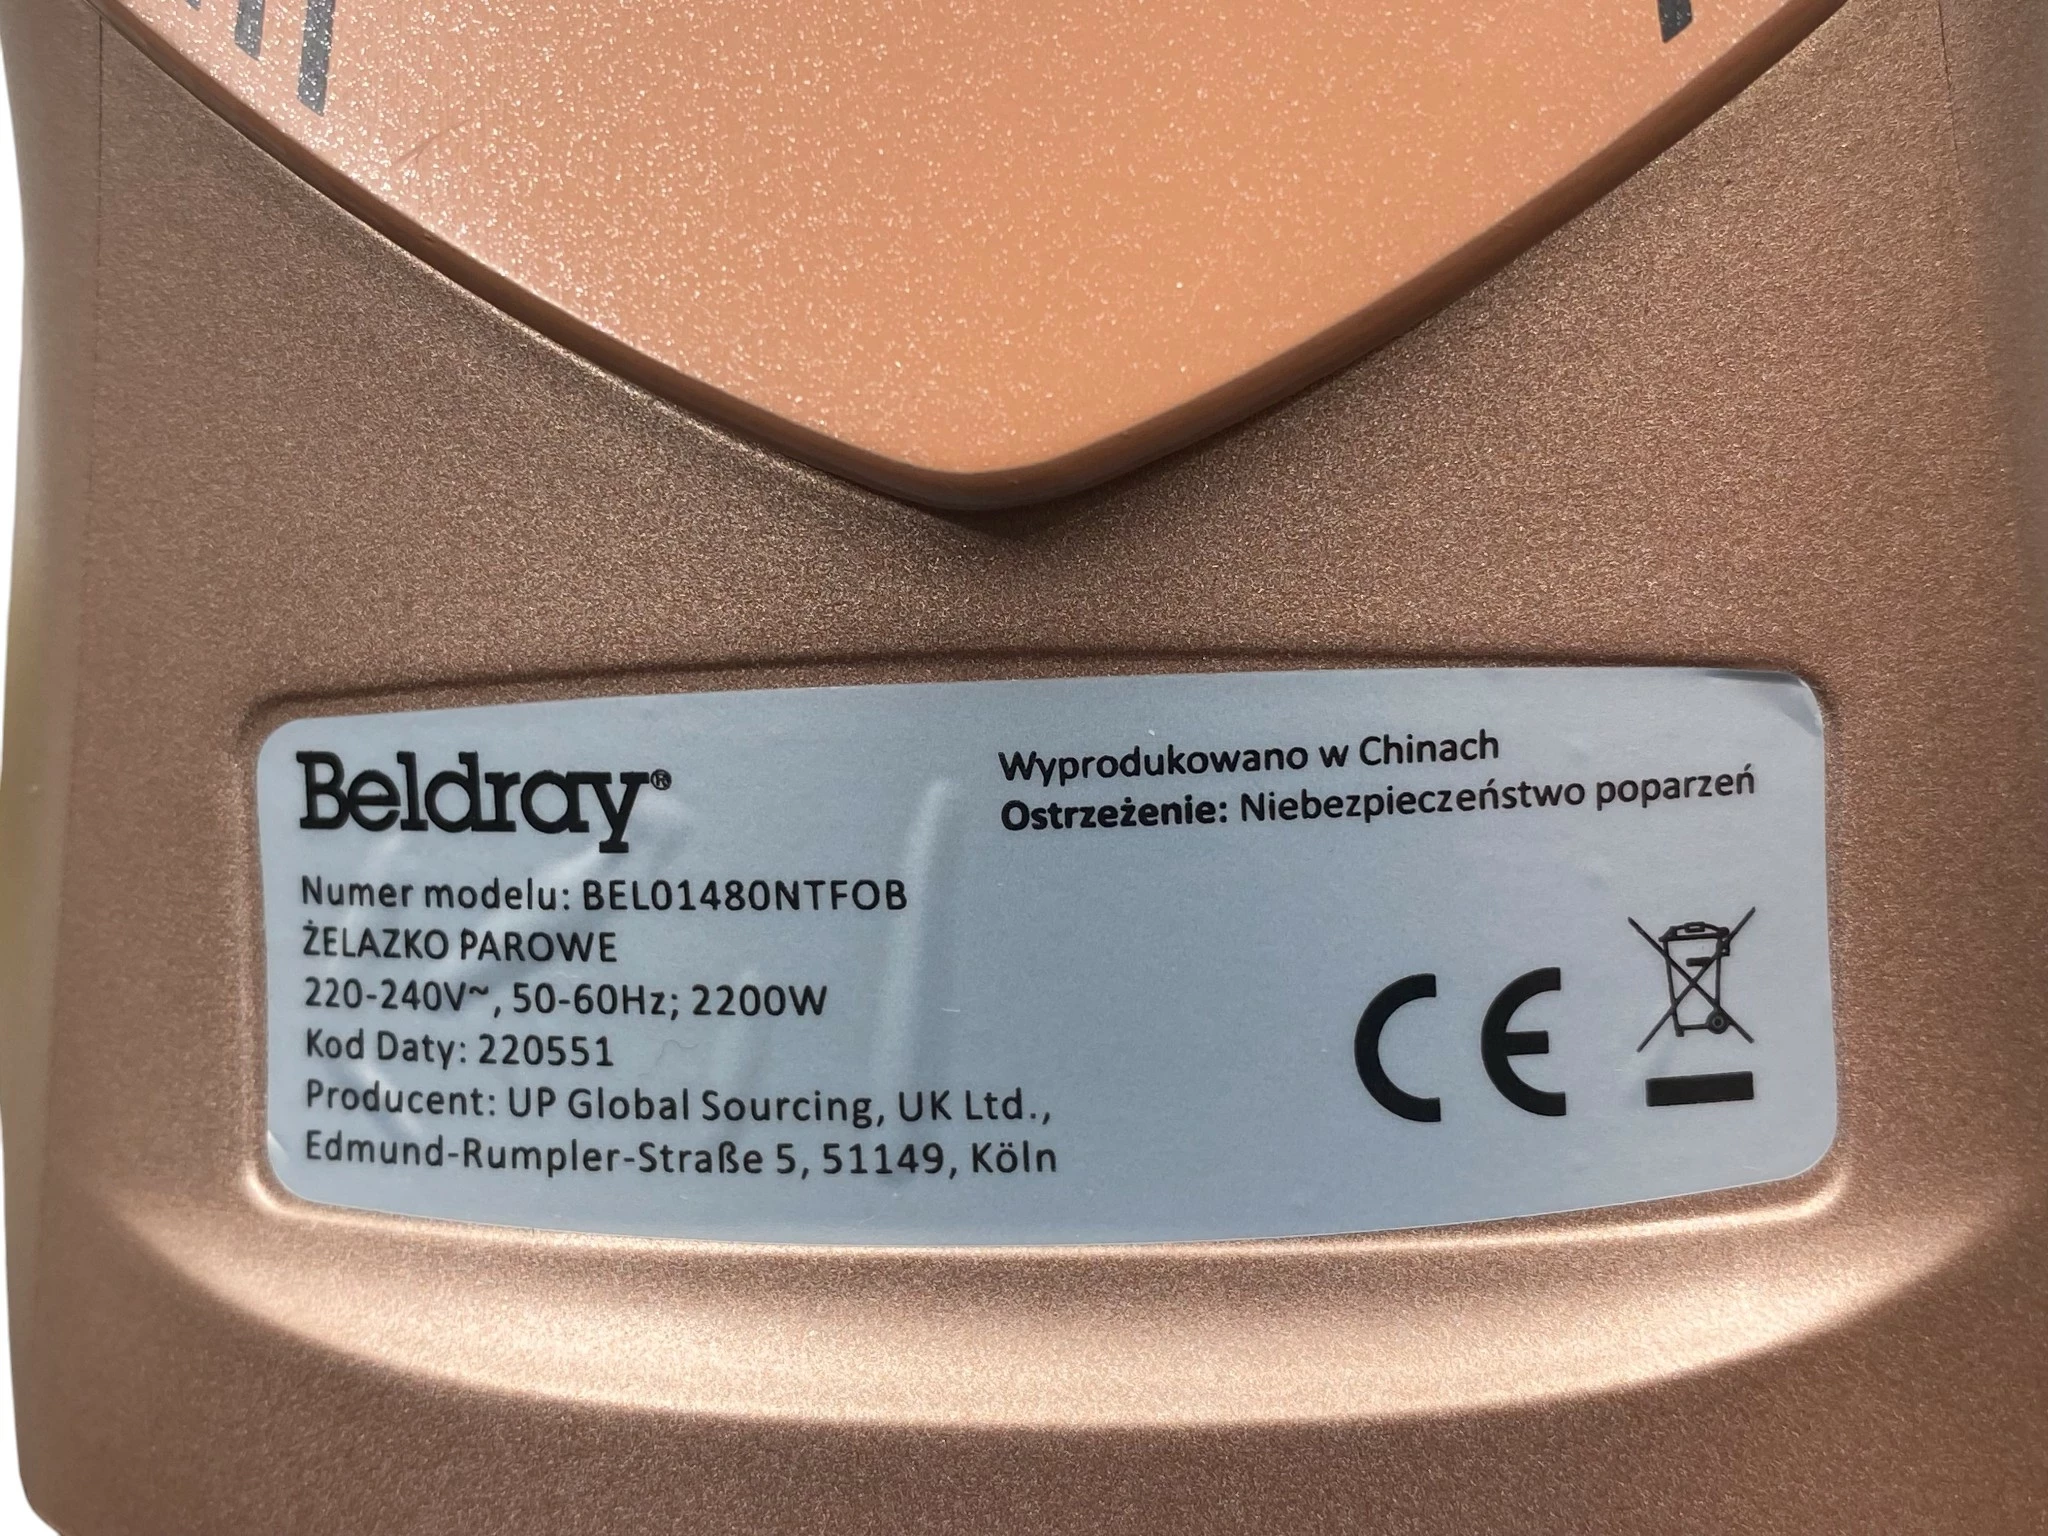 Beldray®
Numer modelu: BEL01480NTFOB
ŻELAZKO PAROWE
220-240V~, 50-60Hz; 2200W
Kod Daty: 220551
Producent: UP Global Sourcing, UK Ltd.,
Edmund-Rumpler-Straße 5, 51149, Köln
Wyprodukowano w Chinach
Ostrzeżenie: Niebezpieczeństwo poparzeń
CE